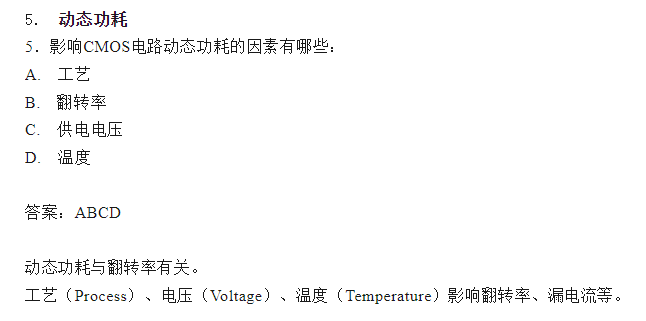 5. 动态功耗
5．影响CMOS电路动态功耗的因素有哪些：
A. 工艺
B. 翻转率
C. 供电电压
D. 温度
答案：ABCD
动态功耗与翻转率有关。
工艺（Process）、电压（Voltage）、温度（Temperature）影响翻转率、漏电流等。